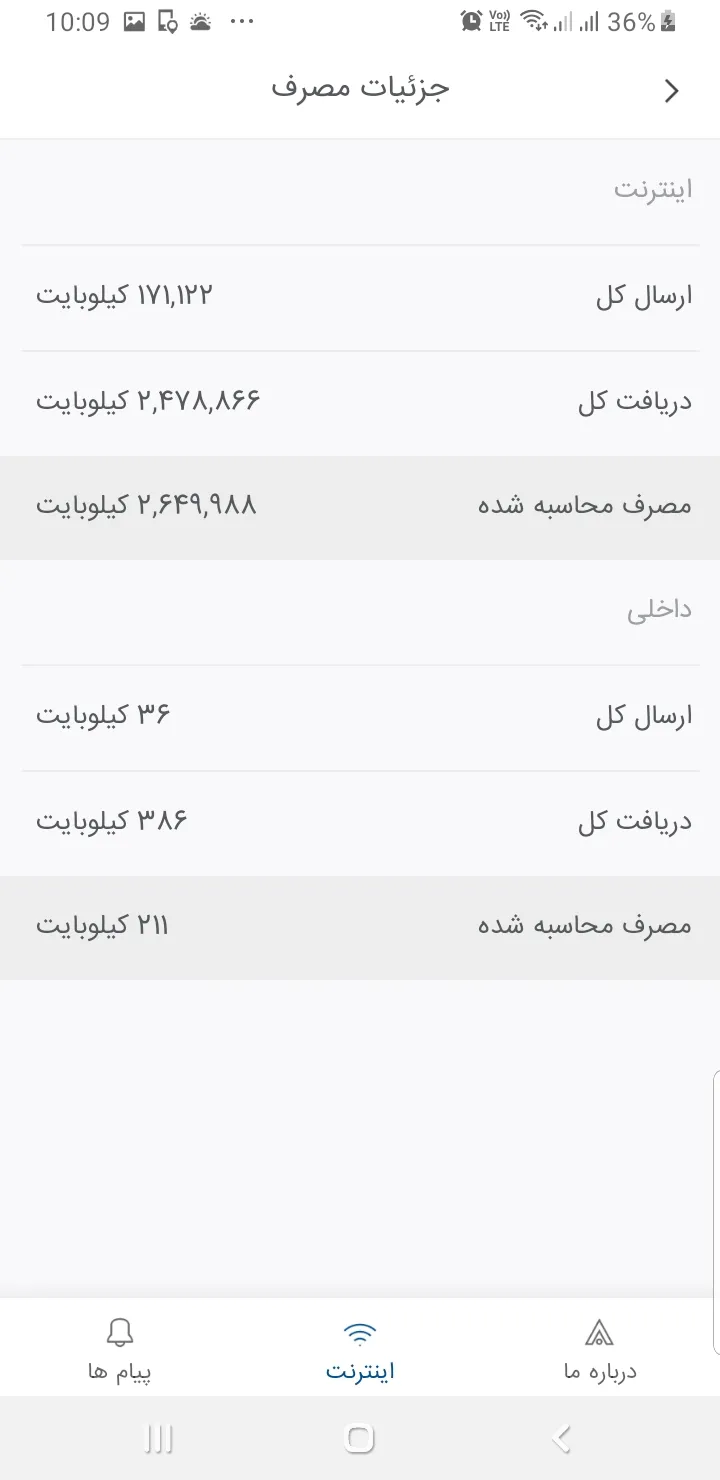 10:09 Vo)) LTE 36%
جزئیات مصرف
اینترنت
ارسال کل ۱۷۱,۱۲۲ کیلوبایت
دریافت کل ۲,۴۷۸,۸۶۶ کیلوبایت
مصرف محاسبه شده ۲,۶۴۹,۹۸۸ کیلوبایت
داخلی
ارسال کل ۳۶ کیلوبایت
دریافت کل ۳۸۶ کیلوبایت
مصرف محاسبه شده ۲۱۱ کیلوبایت
درباره ما اینترنت پیام ها